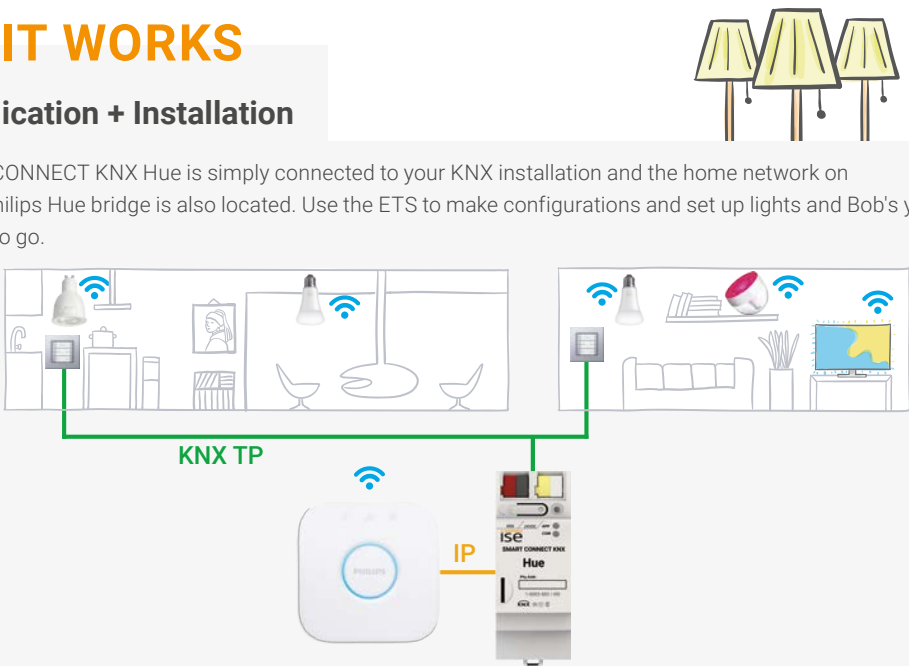 IT WORKS
ication + Installation
CONNECT KNX Hue is simply connected to your KNX installation and the home network on
hilips Hue bridge is also located. Use the ETS to make configurations and set up lights and Bob's y
o go.
KNX TP
IP
PHILIPS
ise
SMART CONNECT KNX
Hue
KNX